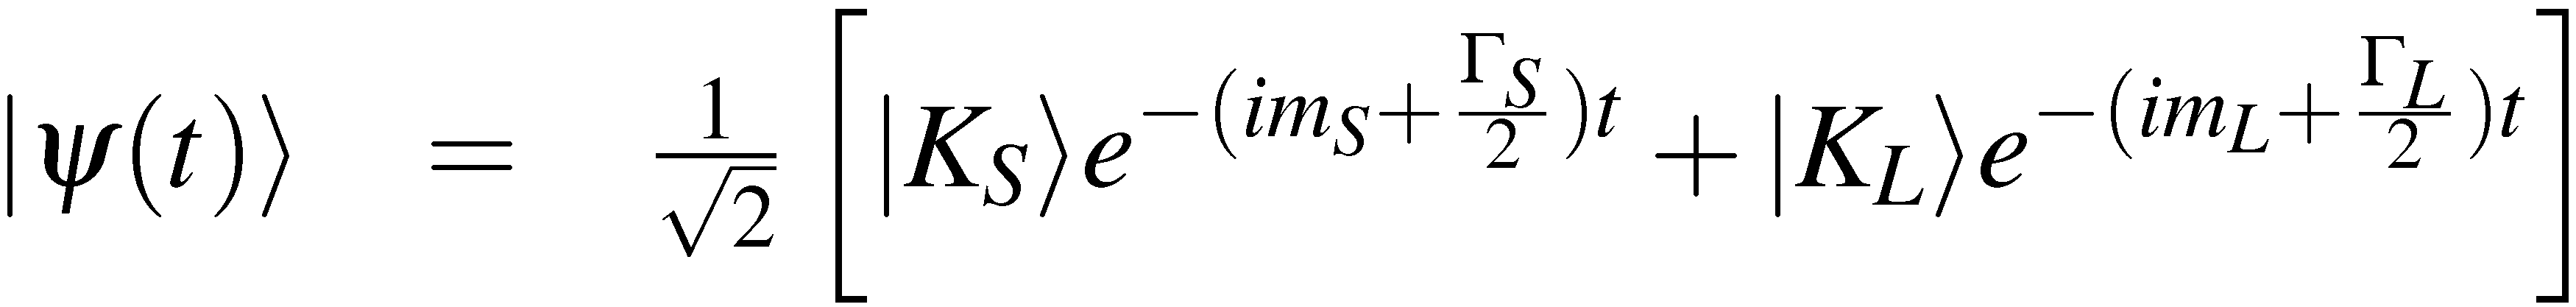 |ψ(t)⟩ = 1/√2 [ |K_S⟩e^{−(im_S+Γ_S/2)t} + |K_L⟩e^{−(im_L+Γ_L/2)t} ]